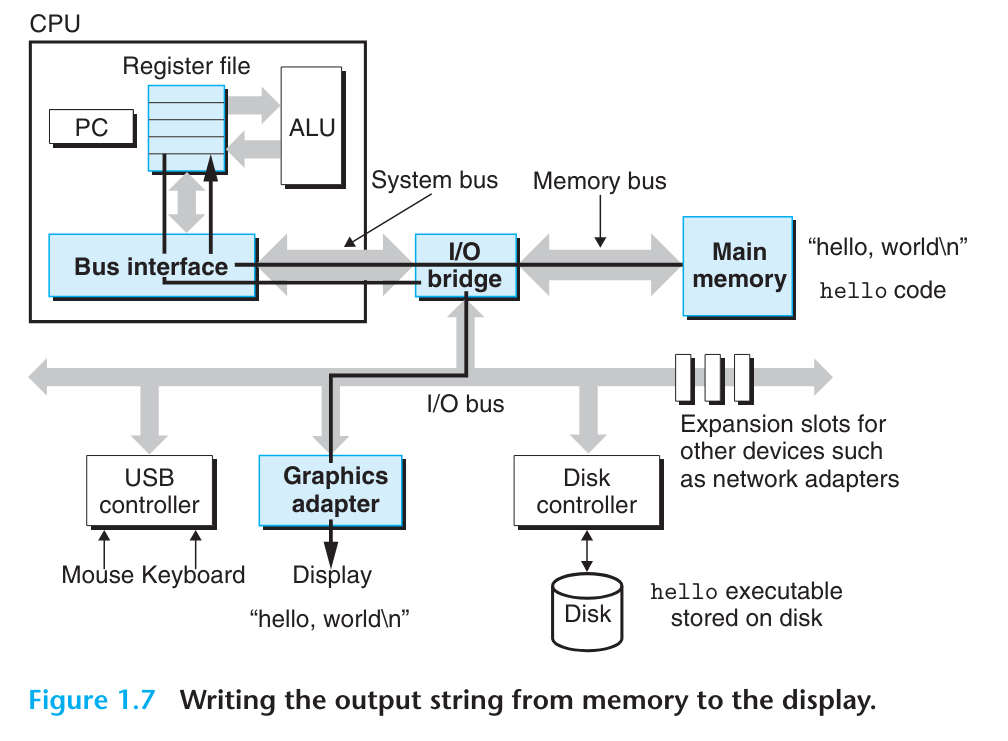 CPU
Register file
PC
ALU
System bus
Memory bus
Bus interface
I/O
bridge
Main
memory
“hello, world\n”
hello code
I/O bus
Expansion slots for
other devices such
as network adapters
USB
controller
Graphics
adapter
Disk
controller
Mouse Keyboard
Display
“hello, world\n”
Disk
hello executable
stored on disk
Figure 1.7 Writing the output string from memory to the display.